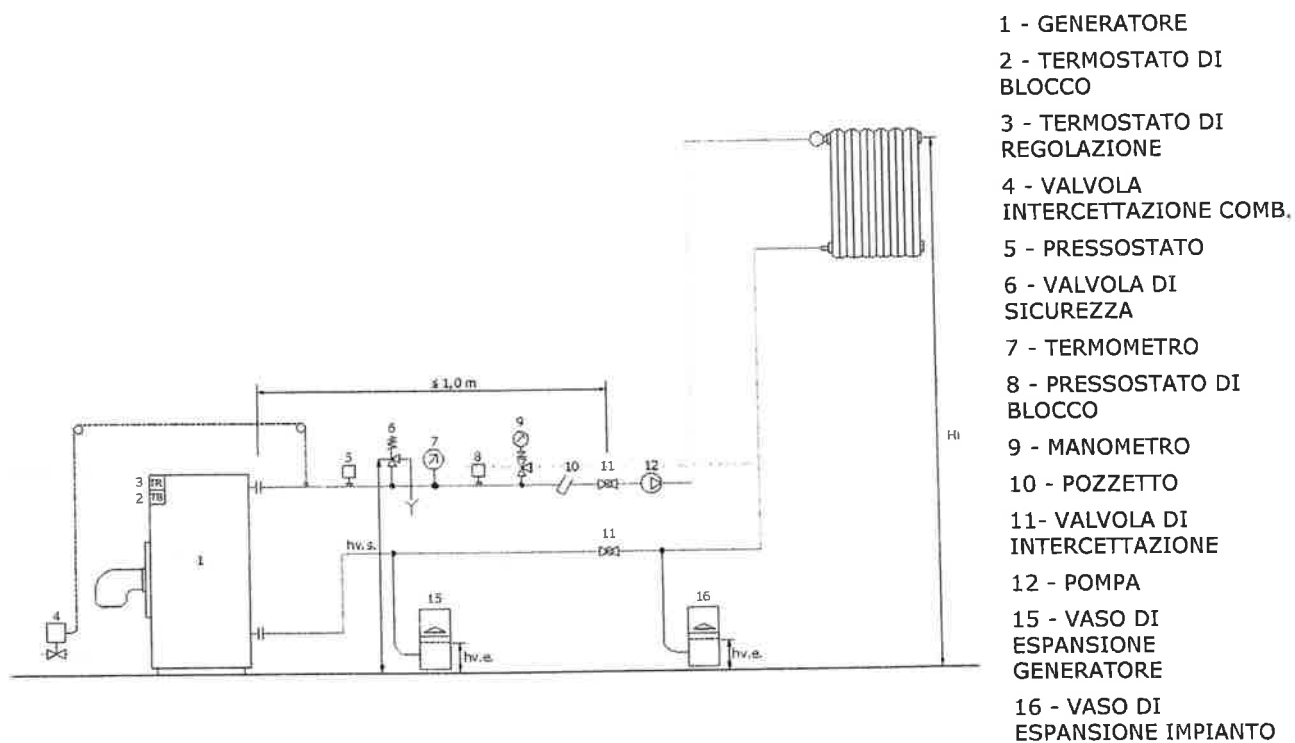 1 - GENERATORE
2 - TERMOSTATO DI
BLOCCO
3 - TERMOSTATO DI
REGOLAZIONE
4 - VALVOLA
INTERCETTAZIONE COMB.
5 - PRESSOSTATO
6 - VALVOLA DI
SICUREZZA
7 - TERMOMETRO
8 - PRESSOSTATO DI
BLOCCO
9 - MANOMETRO
10 - POZZETTO
11- VALVOLA DI
INTERCETTAZIONE
12 - POMPA
15 - VASO DI
ESPANSIONE
GENERATORE
16 - VASO DI
ESPANSIONE IMPIANTO
≤ 1,0 m
5
6
7
8
9
10
11
12
Hi
3 TR
2 TB
1
hv.s.
11
4
15
hv.e.
16
hv.e.